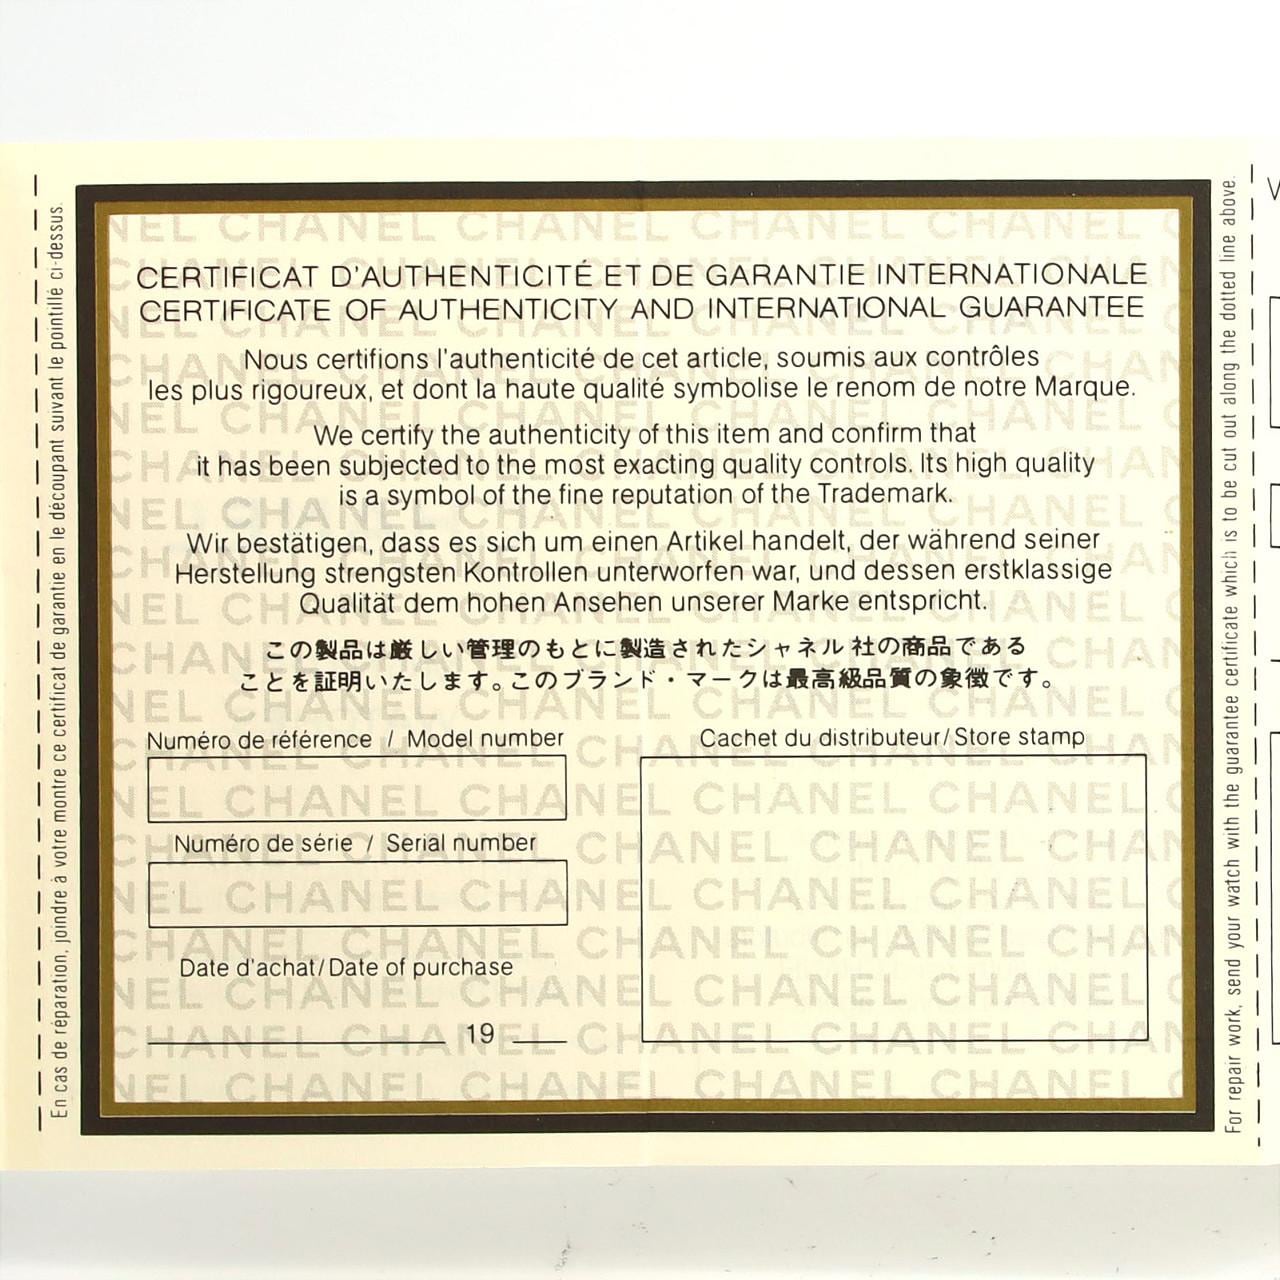 CERTIFICAT D'AUTHENTICITÉ ET DE GARANTIE INTERNATIONALE
CERTIFICATE OF AUTHENTICITY AND INTERNATIONAL GUARANTEE
Nous certifions l'authenticité de cet article, soumis aux contrôles
les plus rigoureux, et dont la haute qualité symbolise le renom de notre Marque.
We certify the authenticity of this item and confirm that
it has been subjected to the most exacting quality controls. Its high quality
is a symbol of the fine reputation of the Trademark.
Wir bestätigen, dass es sich um einen Artikel handelt, der während seiner
Herstellung strengsten Kontrollen unterworfen war, und dessen erstklassige
Qualität dem hohen Ansehen unserer Marke entspricht.
この製品は厳しい管理のもとに製造されたシャネル社の商品である
ことを証明いたします。このブランド・マークは最高級品質の象徴です。
Numéro de référence / Model number
Cachet du distributeur/Store stamp
Numéro de série / Serial number
Date d'achat/Date of purchase
19
En cas de réparation, joindre à votre montre ce certificat de garantie en le découpant suivant le pointillé ci-dessus.
For repair work, send your watch with the guarantee certificate which is to be cut out along the dotted line above.
CHANEL